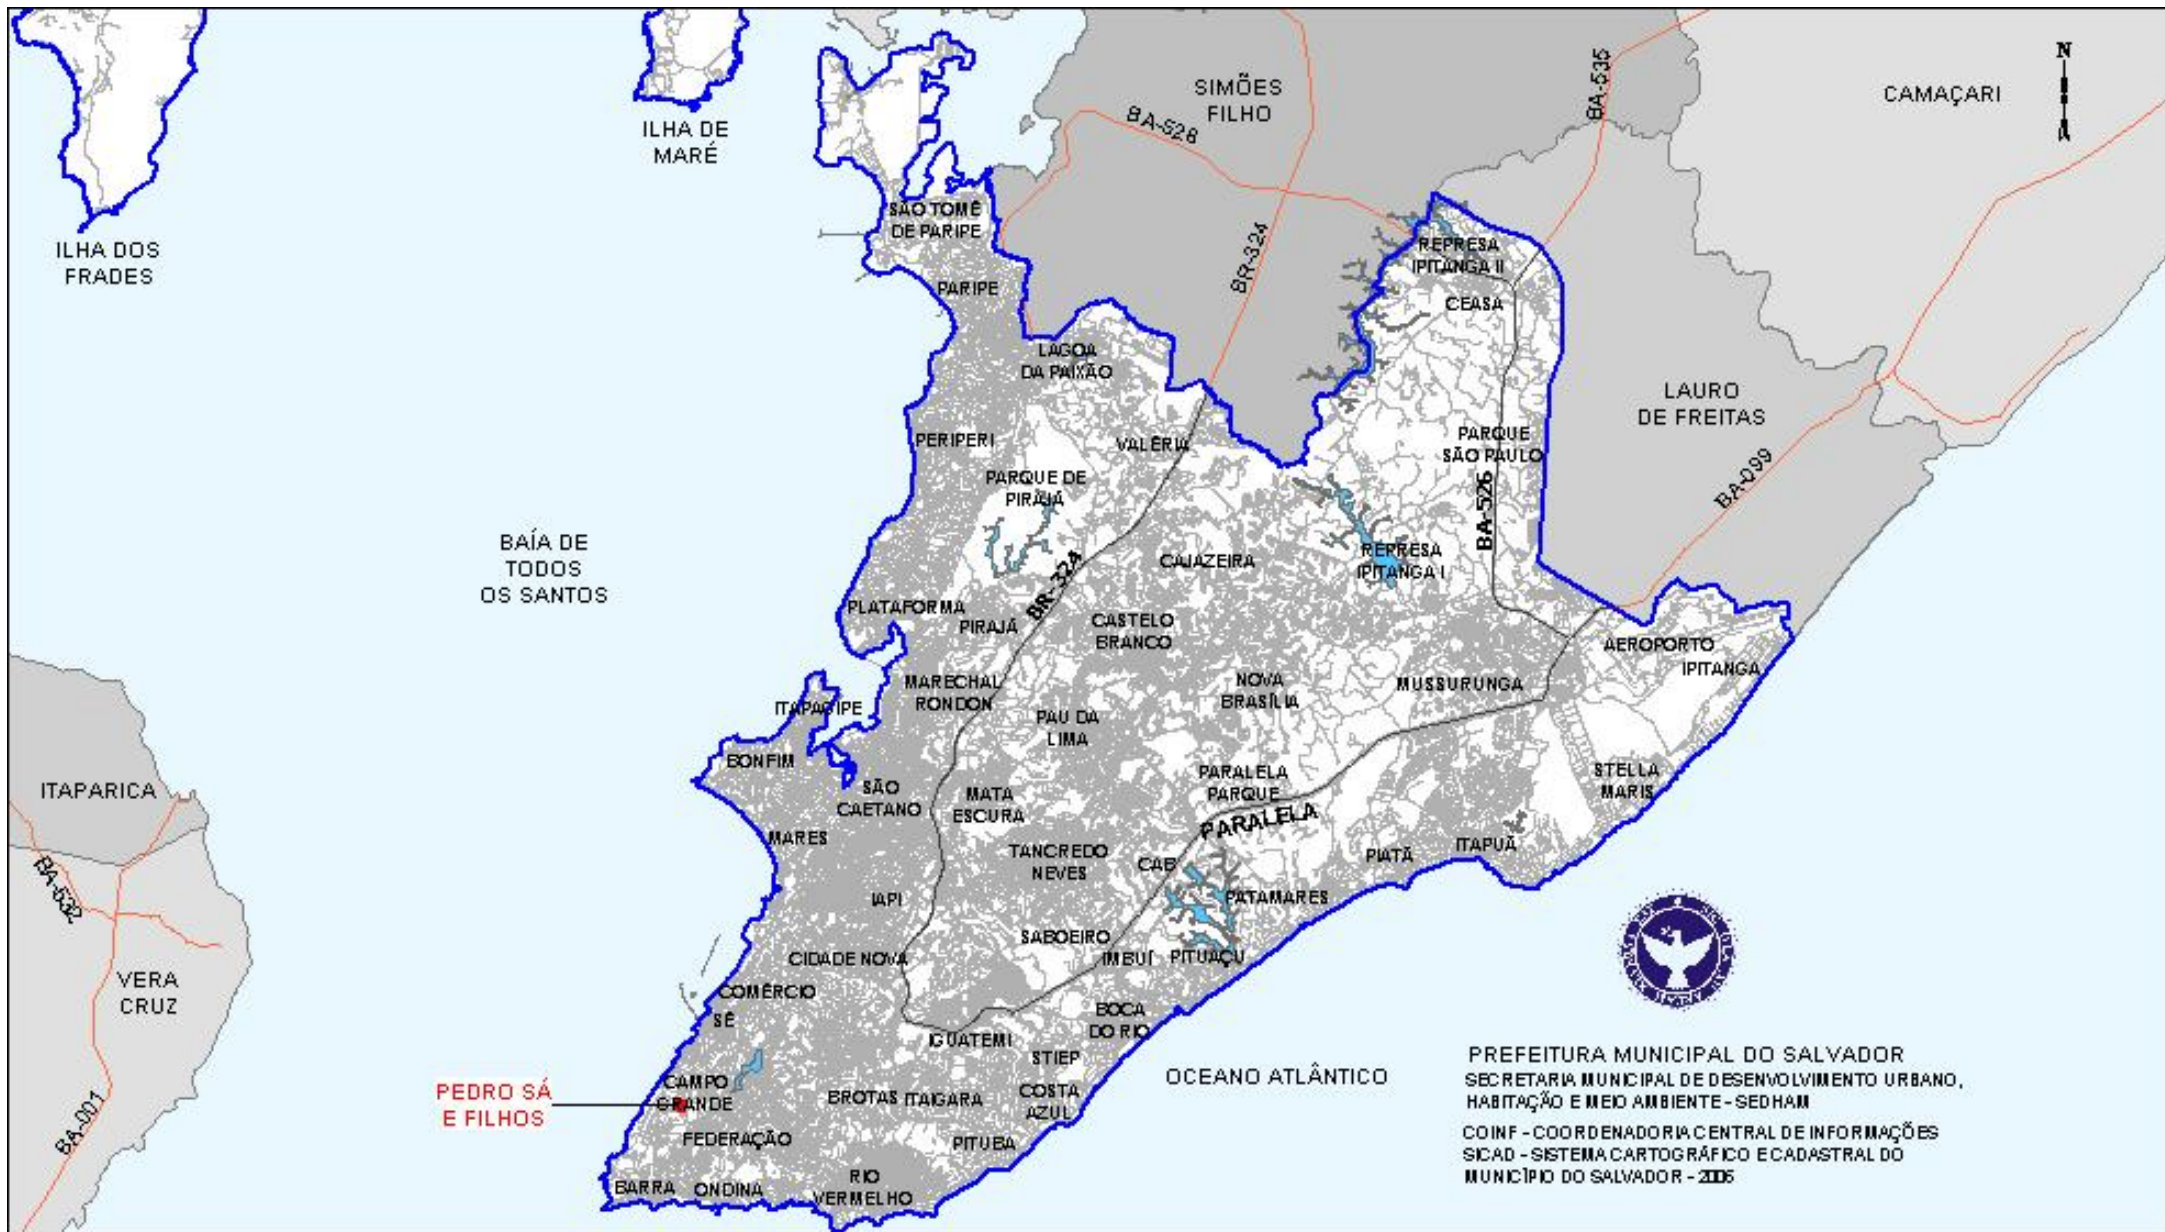 N
SIMÕES
FILHO
CAMAÇARI
BA-535
BA-528
ILHA DE
MARÉ
ILHA DOS
FRADES
SÃO TOMÉ
DE PARIPE
BR-324
REPRESA
IPITANGA II
PARIPE
CEASA
LAGOA
DA PAIXÃO
LAURO
DE FREITAS
PERIPERI
VALÉRIA
PARQUE
SÃO PAULO
PARQUE DE
PIRAJÁ
BA-099
BA-526
BAÍA DE
TODOS
OS SANTOS
CAJAZEIRA
REPRESA
IPITANGA I
BR-324
PLATAFORMA
PIRAJÁ
CASTELO
BRANCO
AEROPORTO
IPITANGA
MARECHAL
RONDON
NOVA
BRASÍLIA
MUSSURUNGA
ITAPAGIPE
PAU DA
LIMA
BONFIM
PARALELA
PARQUE
STELLA
MARIS
ITAPARICA
SÃO
CAETANO
MATA
ESCURA
PARALELA
MARES
TANCREDO
NEVES
CAB
PIATÃ
ITAPUÃ
BA-532
IAPI
PATAMARES
SABOEIRO
CIDADE NOVA
IMBUÍ
PITUAÇU
VERA
CRUZ
COMÉRCIO
SÉ
BOCA
DO RIO
IGUATEMI
STIEP
OCEANO ATLÂNTICO
PREFEITURA MUNICIPAL DO SALVADOR
SECRETARIA MUNICIPAL DE DESENVOLVIMENTO URBANO,
HABITAÇÃO E MEIO AMBIENTE - SEDHAM
COINF - COORDENADORIA CENTRAL DE INFORMAÇÕES
SICAD - SISTEMA CARTOGRÁFICO E CADASTRAL DO
MUNICÍPIO DO SALVADOR - 2006
PEDRO SÁ
E FILHOS
CAMPO
GRANDE
BROTAS
ITAIGARA
COSTA
AZUL
BA-001
FEDERAÇÃO
PITUBA
BARRA
ONDINA
RIO
VERMELHO